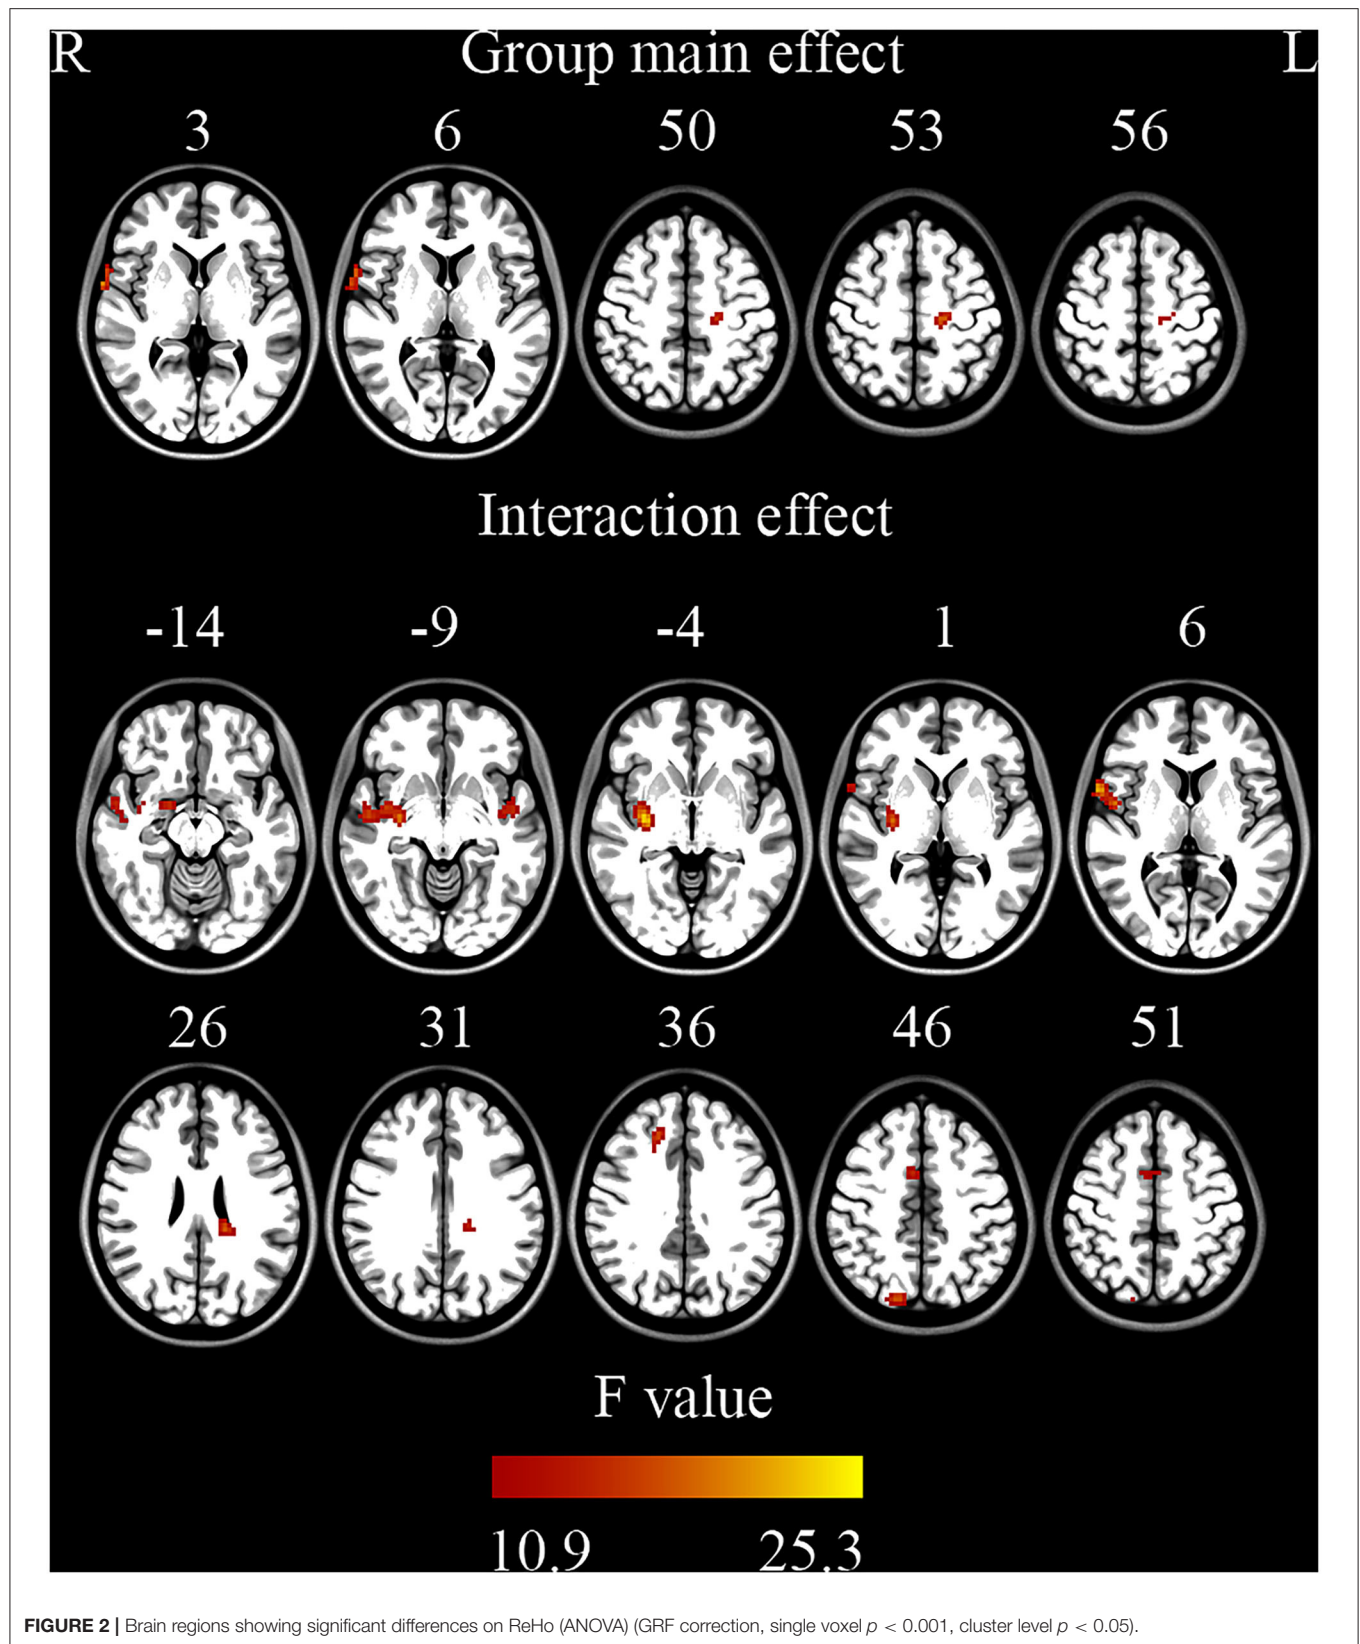 R Group main effect L
3 6 50 53 56
Interaction effect
-14 -9 -4 1 6
26 31 36 46 51
F value
10.9 25.3
FIGURE 2 | Brain regions showing significant differences on ReHo (ANOVA) (GRF correction, single voxel p < 0.001, cluster level p < 0.05).